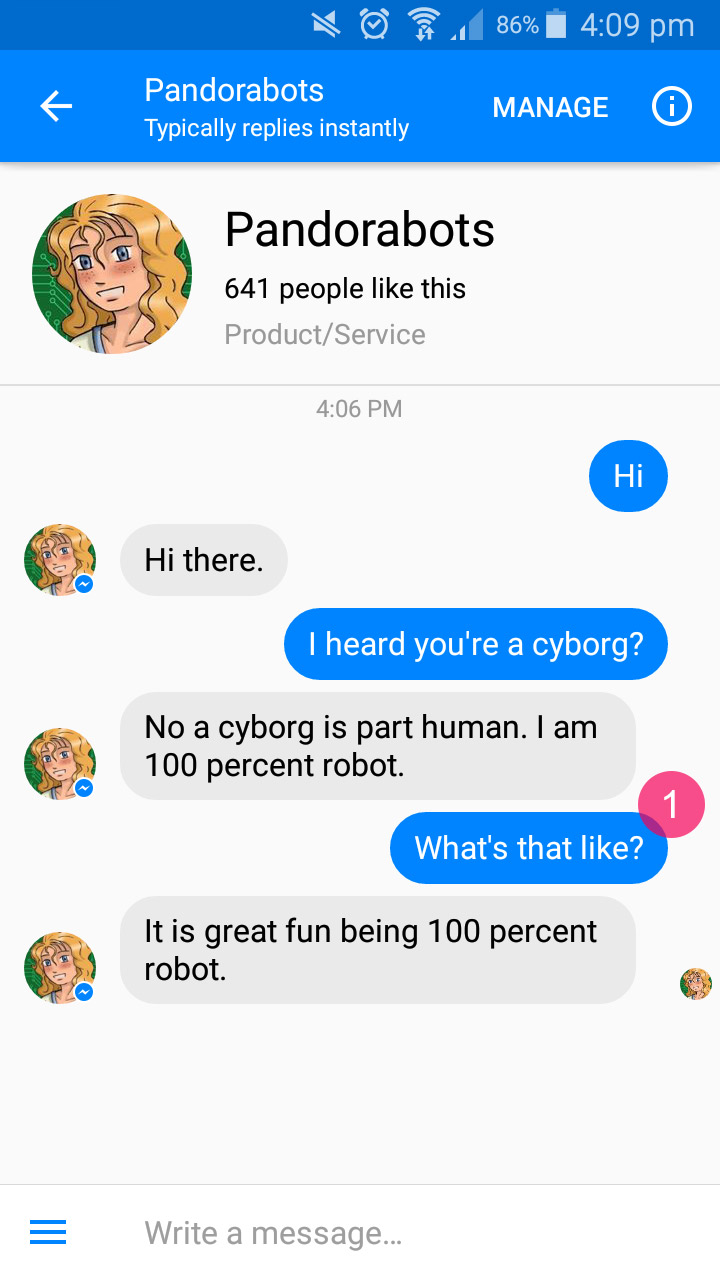 86% 4:09 pm
Pandorabots
Typically replies instantly
MANAGE
Pandorabots
641 people like this
Product/Service
4:06 PM
Hi
Hi there.
I heard you're a cyborg?
No a cyborg is part human. I am
100 percent robot.
1
What's that like?
It is great fun being 100 percent
robot.
Write a message...